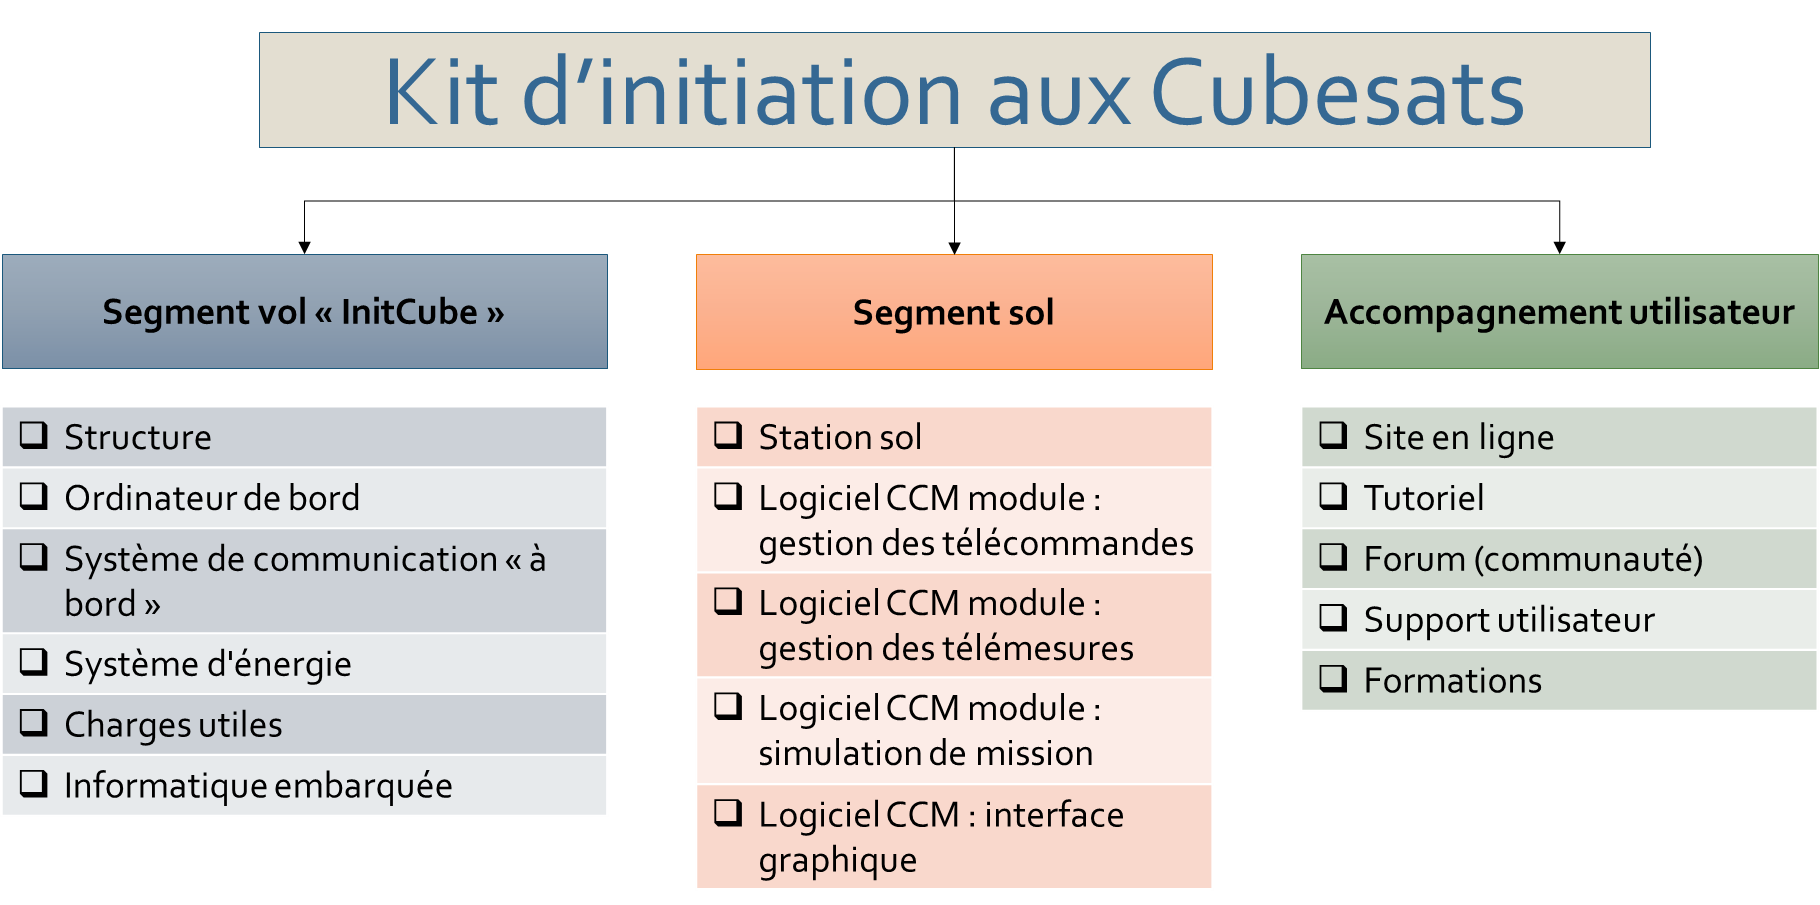 Kit d’initiation aux Cubesats
Segment vol « InitCube »
Structure
Ordinateur de bord
Système de communication « à
bord »
Système d'énergie
Charges utiles
Informatique embarquée
Segment sol
Station sol
Logiciel CCM module :
gestion des télécommandes
Logiciel CCM module :
gestion des télémesures
Logiciel CCM module :
simulation de mission
Logiciel CCM : interface
graphique
Accompagnement utilisateur
Site en ligne
Tutoriel
Forum (communauté)
Support utilisateur
Formations